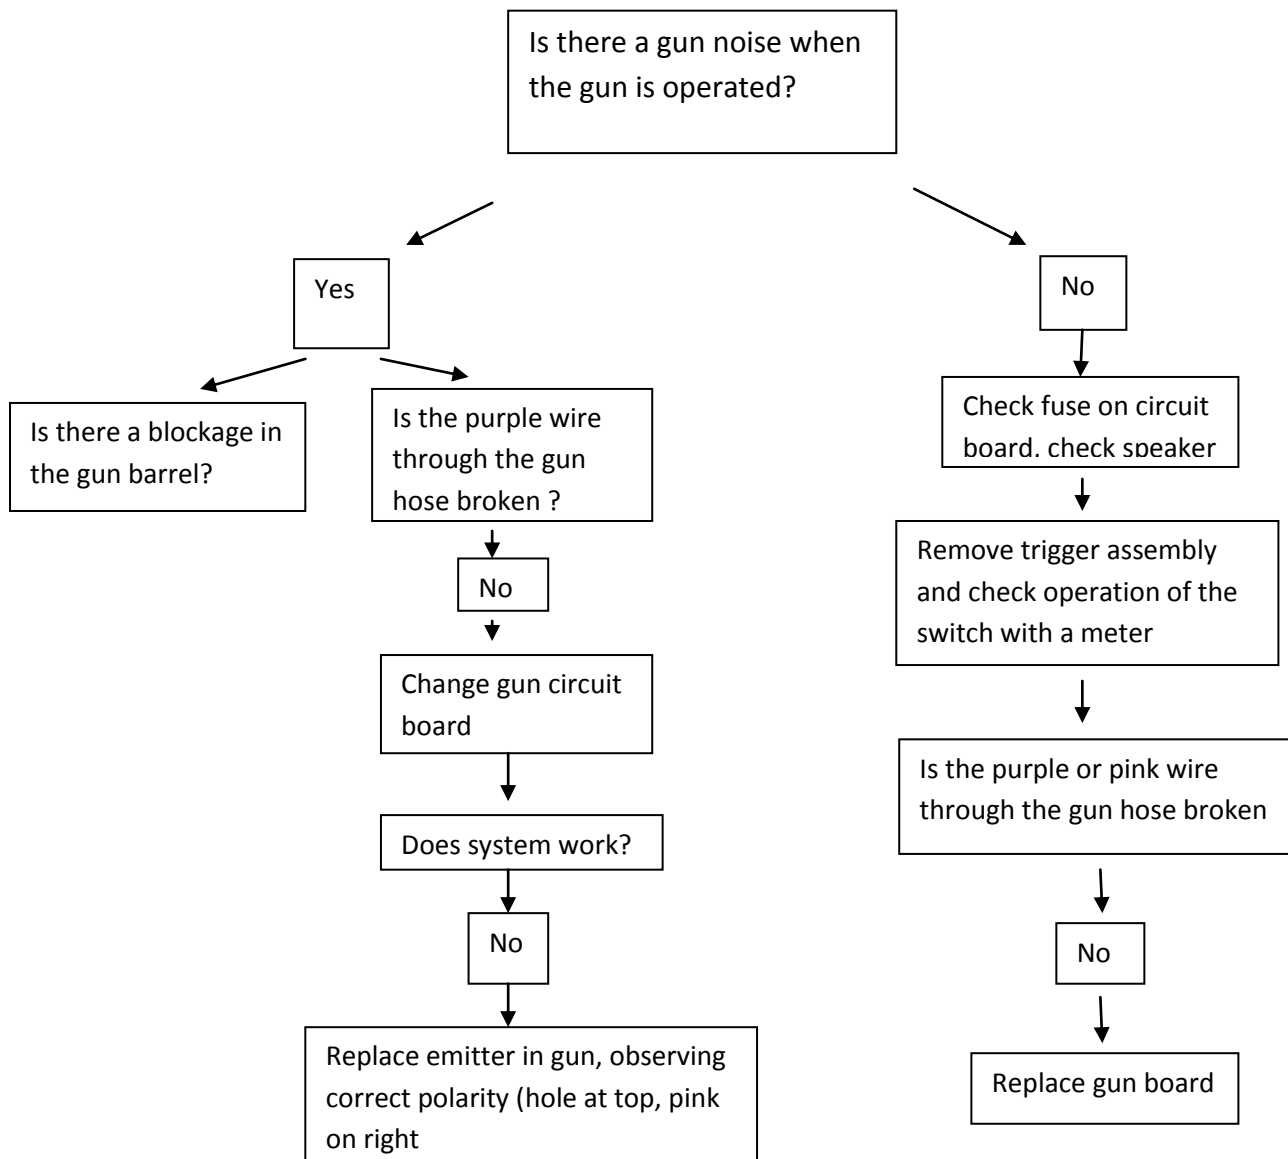 Is there a gun noise when
the gun is operated?
Yes
No
Is there a blockage in
the gun barrel?
Is the purple wire
through the gun
hose broken ?
Check fuse on circuit
board, check speaker
No
Remove trigger assembly
and check operation of the
switch with a meter
Change gun circuit
board
Is the purple or pink wire
through the gun hose broken
Does system work?
No
No
Replace emitter in gun, observing
correct polarity (hole at top, pink
on right
Replace gun board